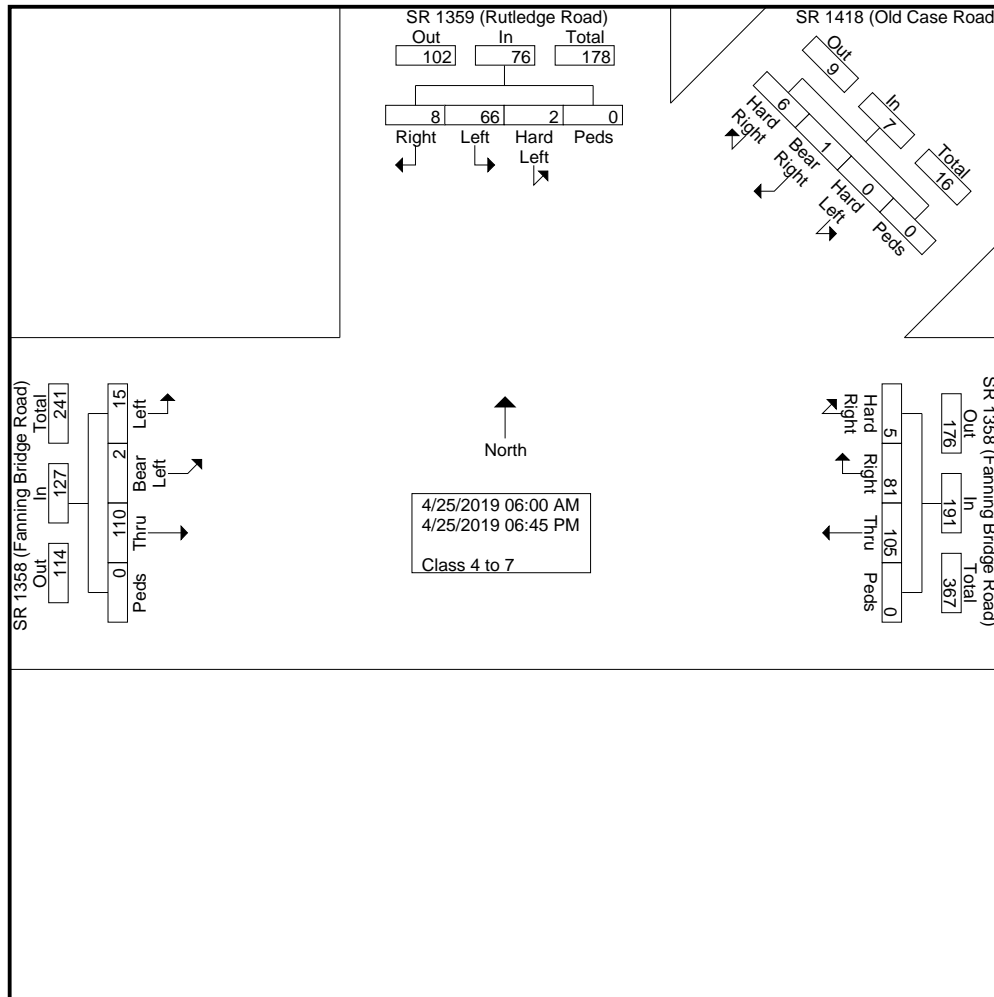 SR 1359 (Rutledge Road)
Out In Total
102 76 178
8 66 2 0
Right Left Hard Left Peds
SR 1418 (Old Case Road
Out In Total
9 7 16
6 1 0 0
Hard Right Bear Right Hard Left Peds
SR 1358 (Fanning Bridge Road)
Total In Out
241 127 114
15 2 110 0
Left Bear Left Thru Peds
North
4/25/2019 06:00 AM
4/25/2019 06:45 PM
Class 4 to 7
SR 1358 (Fanning Bridge Road)
Out In Total
176 191 367
5 81 105 0
Hard Right Right Thru Peds